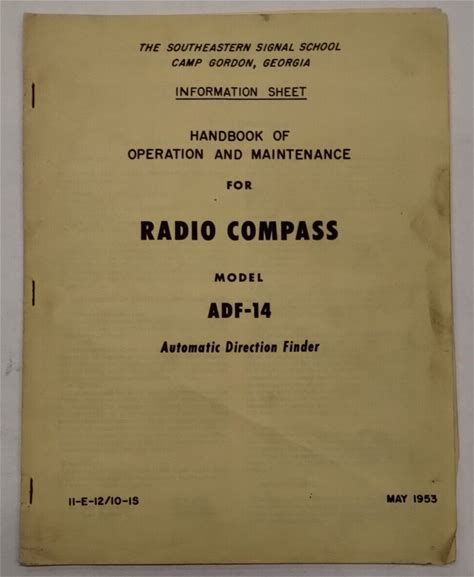 THE SOUTHEASTERN SIGNAL SCHOOL
CAMP GORDON, GEORGIA
INFORMATION SHEET
HANDBOOK OF
OPERATION AND MAINTENANCE
FOR
RADIO COMPASS
MODEL
ADF-14
Automatic Direction Finder
11-E-12/10-1S
MAY 1953